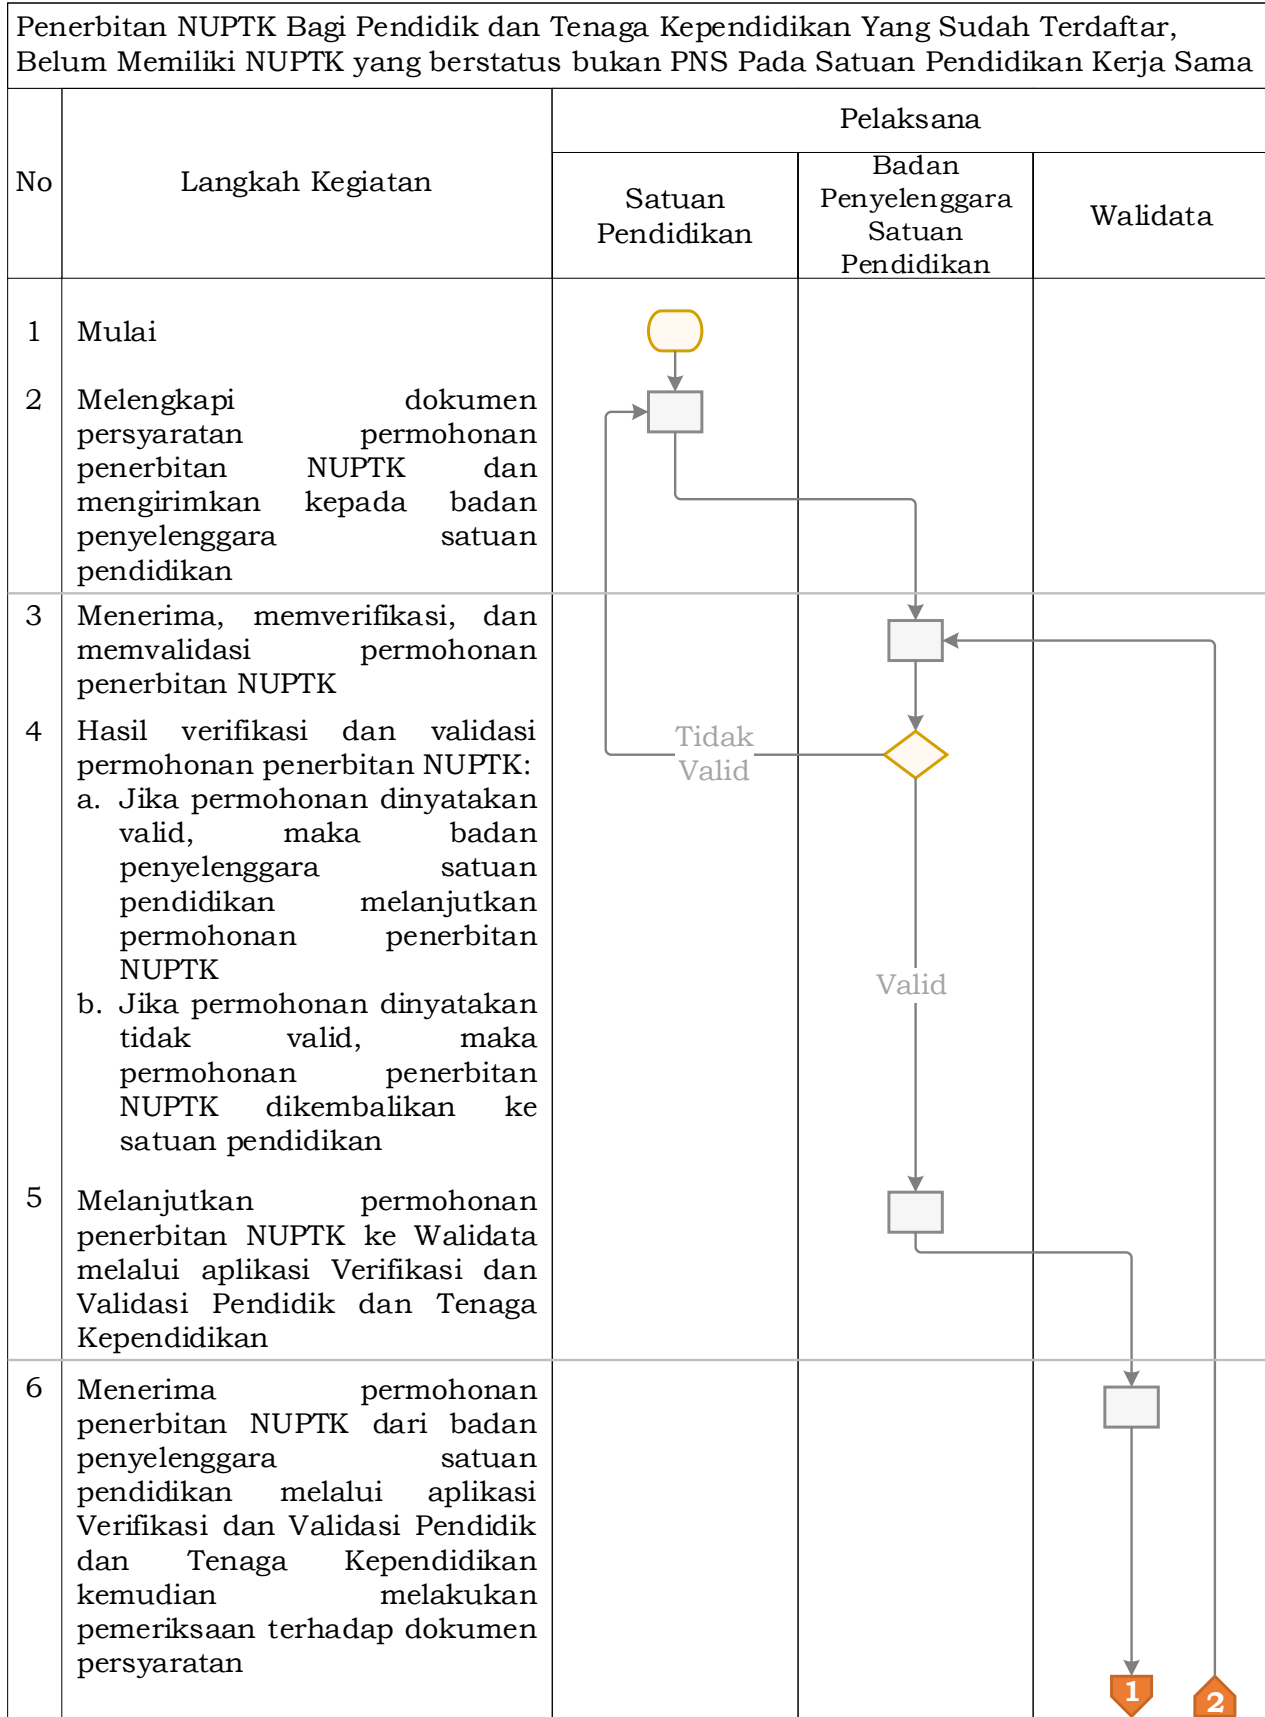 Penerbitan NUPTK Bagi Pendidik dan Tenaga Kependidikan Yang Sudah Terdaftar,
Belum Memiliki NUPTK yang berstatus bukan PNS Pada Satuan Pendidikan Kerja Sama
No
Langkah Kegiatan
Pelaksana
Satuan
Pendidikan
Badan
Penyelenggara
Satuan
Pendidikan
Walidata
1
Mulai
2
Melengkapi dokumen
persyaratan permohonan
penerbitan NUPTK dan
mengirimkan kepada badan
penyelenggara satuan
pendidikan
3
Menerima, memverifikasi, dan
memvalidasi permohonan
penerbitan NUPTK
4
Hasil verifikasi dan validasi
permohonan penerbitan NUPTK:
a. Jika permohonan dinyatakan
valid, maka badan
penyelenggara satuan
pendidikan melanjutkan
permohonan penerbitan
NUPTK
b. Jika permohonan dinyatakan
tidak valid, maka
permohonan penerbitan
NUPTK dikembalikan ke
satuan pendidikan
Tidak
Valid
Valid
5
Melanjutkan permohonan
penerbitan NUPTK ke Walidata
melalui aplikasi Verifikasi dan
Validasi Pendidik dan Tenaga
Kependidikan
6
Menerima permohonan
penerbitan NUPTK dari badan
penyelenggara satuan
pendidikan melalui aplikasi
Verifikasi dan Validasi Pendidik
dan Tenaga Kependidikan
kemudian melakukan
pemeriksaan terhadap dokumen
persyaratan
1
2